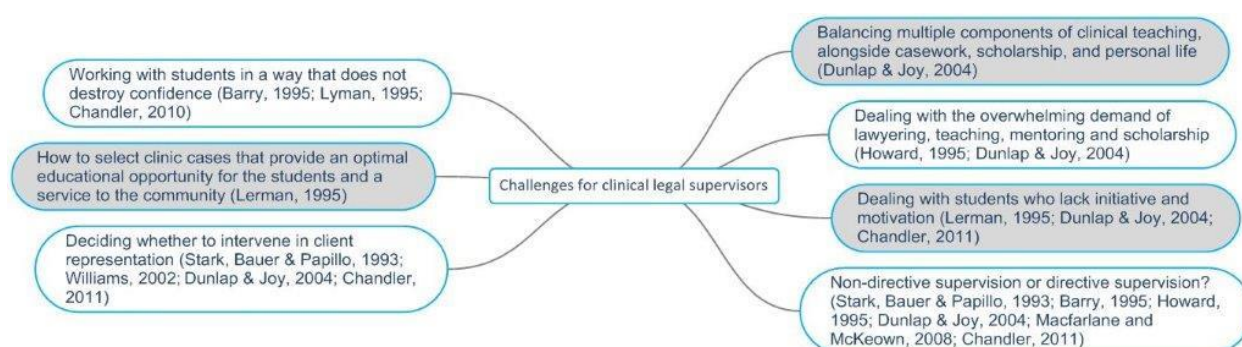 Working with students in a way that does not
destroy confidence (Barry, 1995; Lyman, 1995;
Chandler, 2010)
How to select clinic cases that provide an optimal
educational opportunity for the students and a
service to the community (Lerman, 1995)
Deciding whether to intervene in client
representation (Stark, Bauer & Papillo, 1993;
Williams, 2002; Dunlap & Joy, 2004; Chandler,
2011)
Challenges for clinical legal supervisors
Balancing multiple components of clinical teaching,
alongside casework, scholarship, and personal life
(Dunlap & Joy, 2004)
Dealing with the overwhelming demand of
lawyering, teaching, mentoring and scholarship
(Howard, 1995; Dunlap & Joy, 2004)
Dealing with students who lack initiative and
motivation (Lerman, 1995; Dunlap & Joy, 2004;
Chandler, 2011)
Non-directive supervision or directive supervision?
(Stark, Bauer & Papillo, 1993; Barry, 1995; Howard,
1995; Dunlap & Joy, 2004; Macfarlane and
McKeown, 2008; Chandler, 2011)